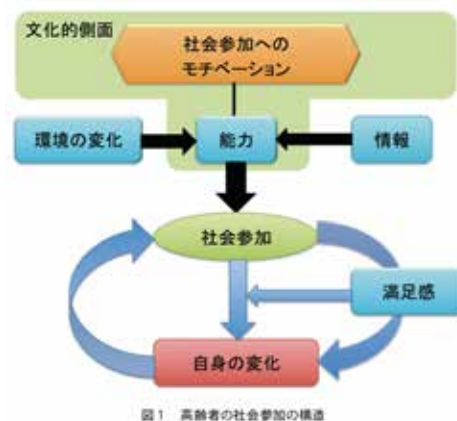 文化的側面
社会参加への
モチベーション
環境の変化
能力
情報
社会参加
満足感
自身の変化
図1 高齢者の社会参加の構造